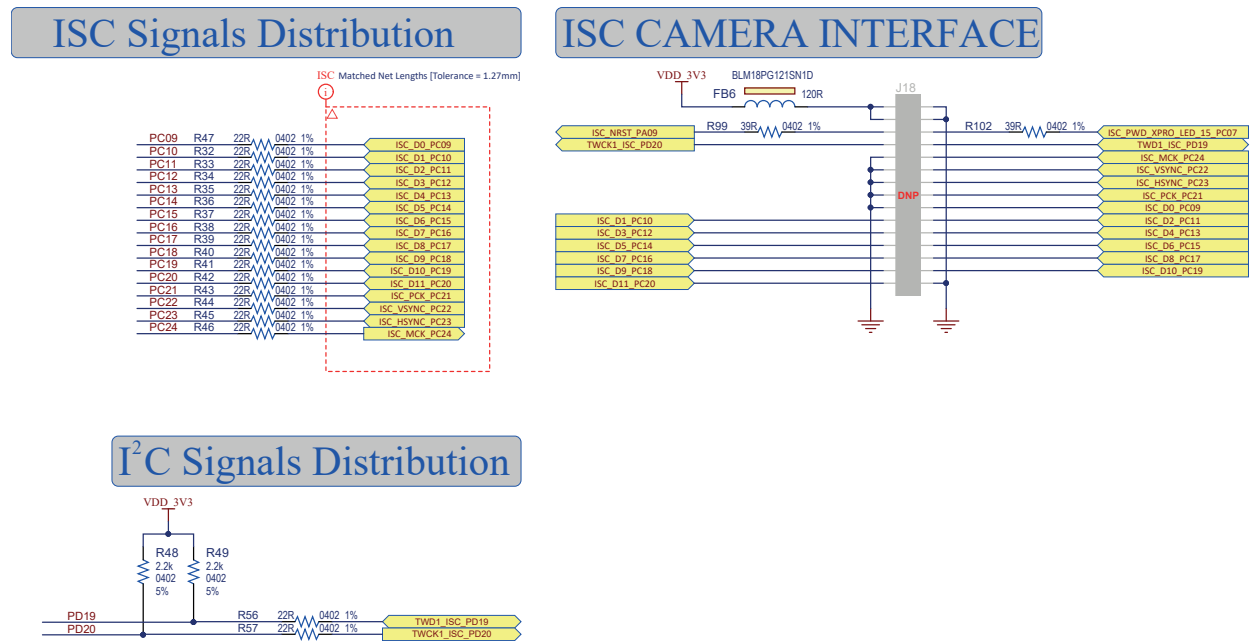 ISC Signals Distribution
ISC CAMERA INTERFACE
ISC Matched Net Lengths [Tolerance = 1.27mm]
i
PC09 R47 22R 0402 1% ISC_D0_PC09
PC10 R32 22R 0402 1% ISC_D1_PC10
PC11 R33 22R 0402 1% ISC_D2_PC11
PC12 R34 22R 0402 1% ISC_D3_PC12
PC13 R35 22R 0402 1% ISC_D4_PC13
PC14 R36 22R 0402 1% ISC_D5_PC14
PC15 R37 22R 0402 1% ISC_D6_PC15
PC16 R38 22R 0402 1% ISC_D7_PC16
PC17 R39 22R 0402 1% ISC_D8_PC17
PC18 R40 22R 0402 1% ISC_D9_PC18
PC19 R41 22R 0402 1% ISC_D10_PC19
PC20 R42 22R 0402 1% ISC_D11_PC20
PC21 R43 22R 0402 1% ISC_PCK_PC21
PC22 R44 22R 0402 1% ISC_VSYNC_PC22
PC23 R45 22R 0402 1% ISC_HSYNC_PC23
PC24 R46 22R 0402 1% ISC_MCK_PC24
VDD_3V3 BLM18PG121SN1D
FB6 120R
J18
ISC_NRST_PA09 R99 39R 0402 1%
R102 39R 0402 1% ISC_PWD_XPRO_LED_15_PC07
TWCK1_ISC_PD20
TWD1_ISC_PD19
ISC_MCK_PC24
ISC_VSYNC_PC22
ISC_HSYNC_PC23
DNP
ISC_PCK_PC21
ISC_D0_PC09
ISC_D1_PC10 ISC_D2_PC11
ISC_D3_PC12 ISC_D4_PC13
ISC_D5_PC14 ISC_D6_PC15
ISC_D7_PC16 ISC_D8_PC17
ISC_D9_PC18 ISC_D10_PC19
ISC_D11_PC20
I²C Signals Distribution
VDD_3V3
R48 R49
2.2k 2.2k
0402 0402
5% 5%
PD19 R56 22R 0402 1% TWD1_ISC_PD19
PD20 R57 22R 0402 1% TWCK1_ISC_PD20